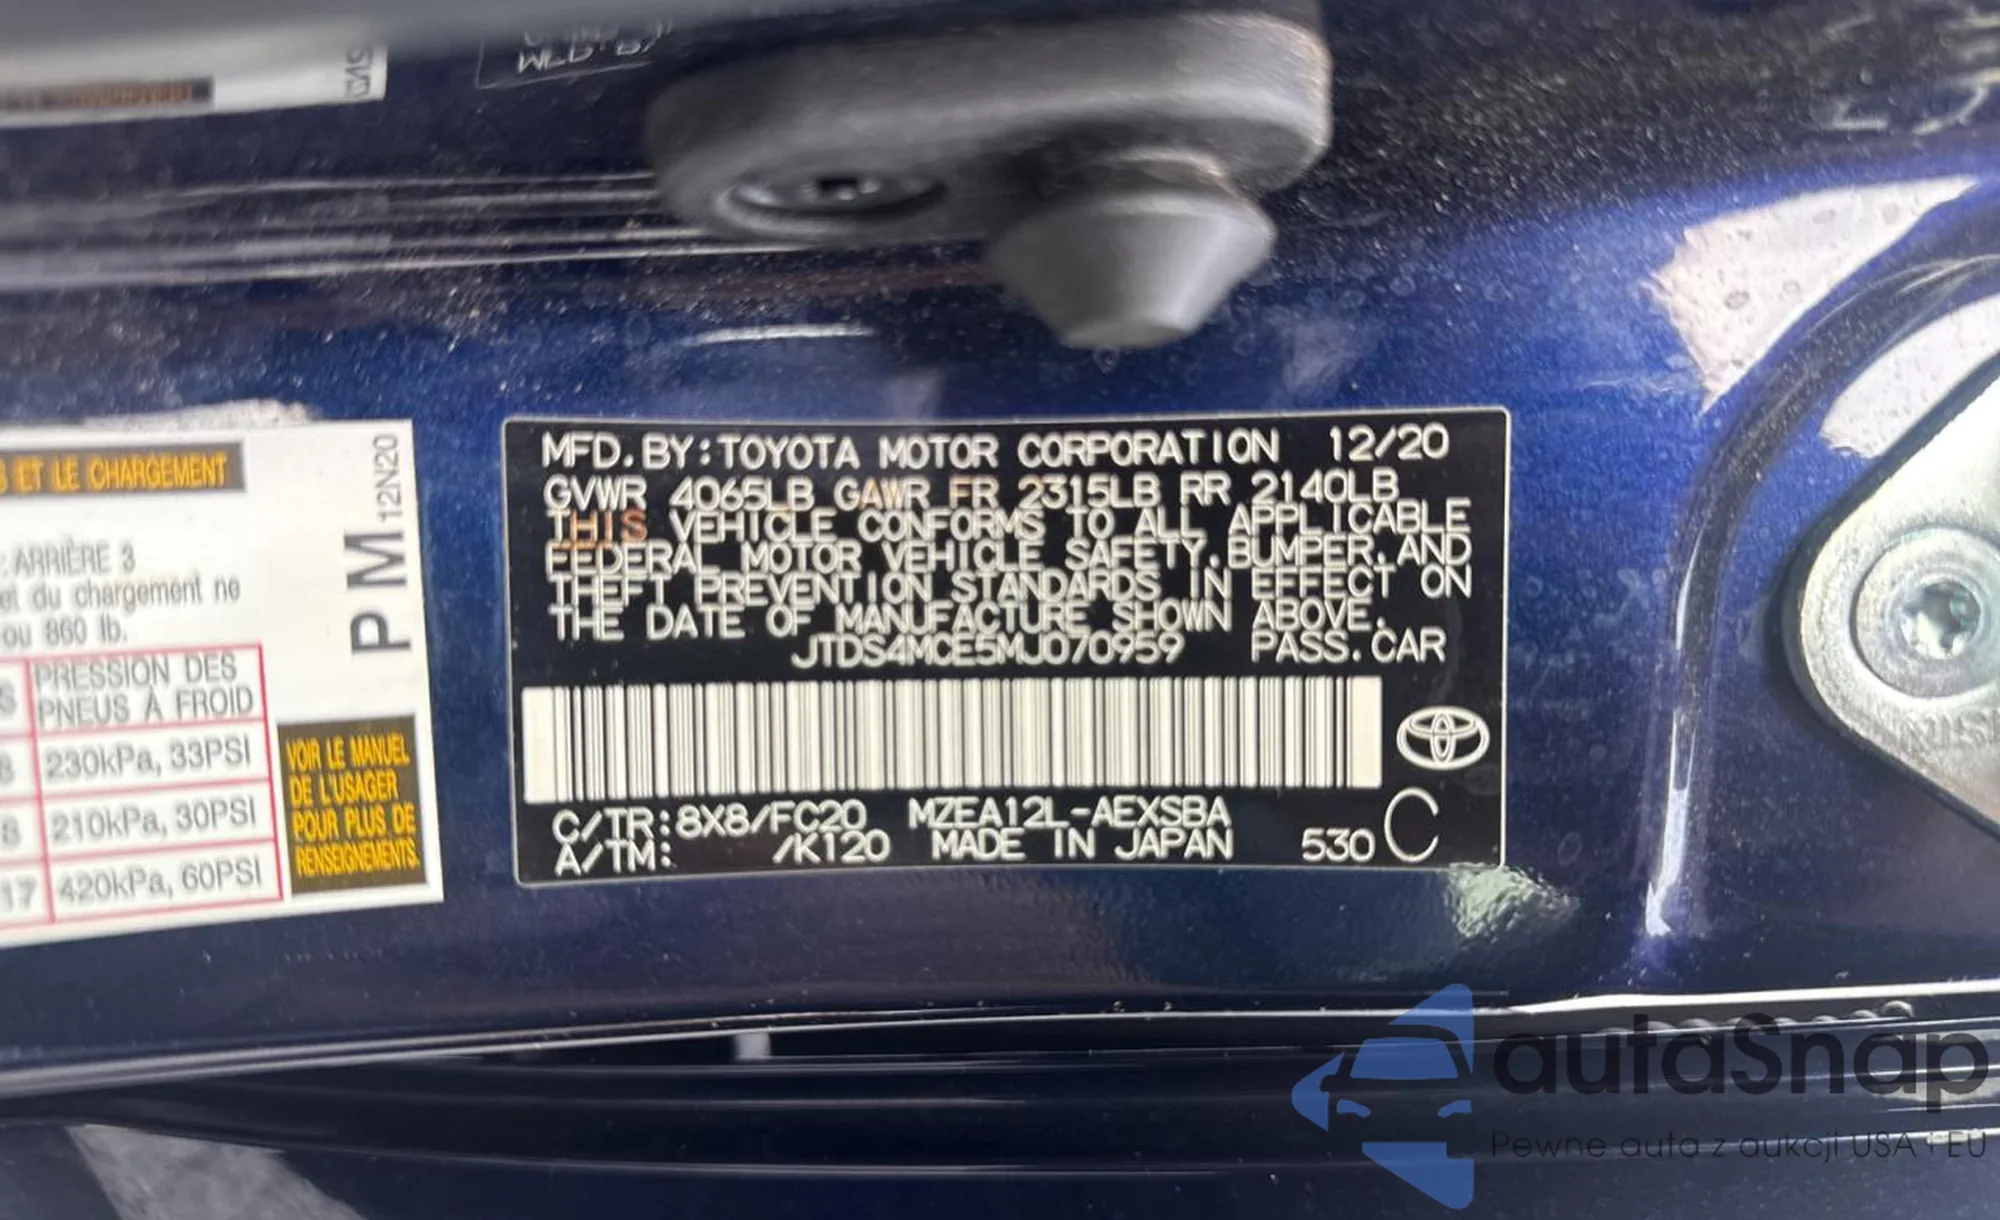 S ET LE CHARGEMENT
: ARRIÈRE 3
et du chargement ne
ou 860 lb.
PRESSION DES
PNEUS À FROID
230kPa, 33PSI
210kPa, 30PSI
17 420kPa, 60PSI
PM 12N20
VOIR LE MANUEL
DE L'USAGER
POUR PLUS DE
RENSEIGNEMENTS.
MFD. BY: TOYOTA MOTOR CORPORATION 12/20
GVWR 4065LB GAWR FR 2315LB RR 2140LB
THIS VEHICLE CONFORMS TO ALL APPLICABLE
FEDERAL MOTOR VEHICLE SAFETY, BUMPER, AND
THEFT PREVENTION STANDARDS IN EFFECT ON
THE DATE OF MANUFACTURE SHOWN ABOVE.
JTDS4MCE5MJ070959 PASS. CAR
C/TR: 8X8/FC20 MZEA12L-AEXSBA
A/TM: /K120 MADE IN JAPAN 530 C
autaSnap
Pewne auta z aukcji USA i EU